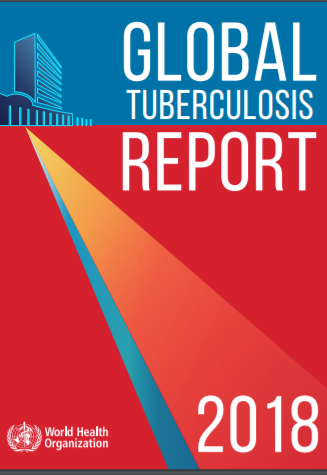 GLOBAL
TUBERCULOSIS
REPORT
2018
World Health
Organization